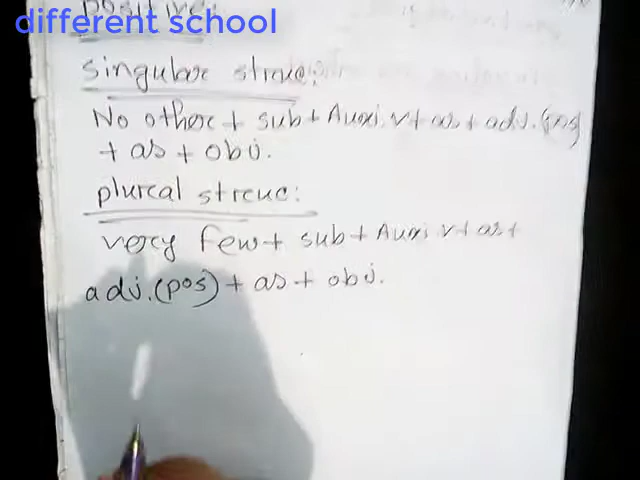 positive:
different school
singular struc:
No other + sub + Auxi. v + as + adj.
+ as + obj.
plural struc:
very few + sub + Auxi. v + as +
adj. (pos) + as + obj.